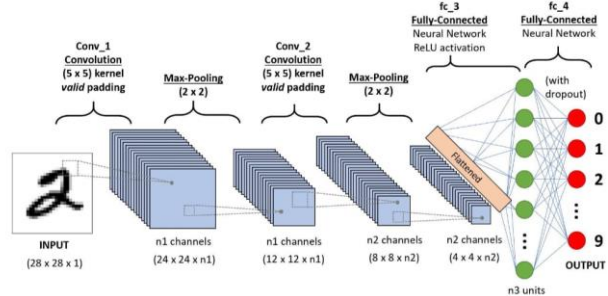 fc_3
Fully-Connected
Neural Network
ReLU activation
fc_4
Fully-Connected
Neural Network
Conv_1
Convolution
(5 x 5) kernel
valid padding
Max-Pooling
(2 x 2)
Conv_2
Convolution
(5 x 5) kernel
valid padding
Max-Pooling
(2 x 2)
(with
dropout)
Flattened
0
1
2
9
2
INPUT
(28 x 28 x 1)
n1 channels
(24 x 24 x n1)
n1 channels
(12 x 12 x n1)
n2 channels
(8 x 8 x n2)
n2 channels
(4 x 4 x n2)
OUTPUT
n3 units